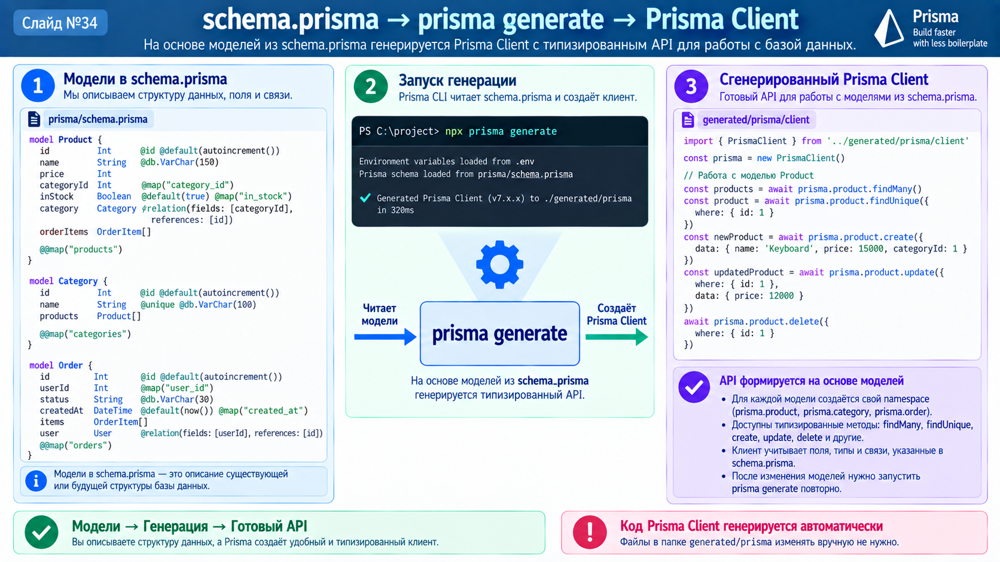 Слайд №34
schema.prisma → prisma generate → Prisma Client
На основе моделей из schema.prisma генерируется Prisma Client с типизированным API для работы с базой данных.
Prisma
Build faster
with less boilerplate
1
Модели в schema.prisma
Мы описываем структуру данных, поля и связи.
prisma/schema.prisma
model Product {
id Int @id @default(autoincrement())
name String @db.VarChar(150)
price Int
categoryId Int @map("category_id")
inStock Boolean @default(true) @map("in_stock")
category Category @relation(fields: [categoryId],
references: [id])
orderItems OrderItem[]
@@map("products")
}
model Category {
id Int @id @default(autoincrement())
name String @unique @db.VarChar(100)
products Product[]
@@map("categories")
}
model Order {
id Int @id @default(autoincrement())
userId Int @map("user_id")
status String @db.VarChar(30)
createdAt DateTime @default(now()) @map("created_at")
items OrderItem[]
user User @relation(fields: [userId], references: [id])
@@map("orders")
}
Модели в schema.prisma — это описание существующей
или будущей структуры базы данных.
2
Запуск генерации
Prisma CLI читает schema.prisma и создаёт клиент.
PS C:\project> npx prisma generate
Environment variables loaded from .env
Prisma schema loaded from prisma/schema.prisma
Generated Prisma Client (v7.x.x) to ./generated/prisma
in 320ms
Читает
модели
prisma generate
Создаёт
Prisma Client
На основе моделей из schema_prisma
генерируется типизированный API.
3
Сгенерированный Prisma Client
Готовый API для работы с моделями из schema.prisma.
generated/prisma/client
import { PrismaClient } from '../generated/prisma/client'
const prisma = new PrismaClient()
// Работа с моделью Product
const products = await prisma.product.findMany()
const product = await prisma.product.findUnique({
where: { id: 1 }
})
const newProduct = await prisma.product.create({
data: { name: 'Keyboard', price: 15000, categoryId: 1 }
})
const updatedProduct = await prisma.product.update({
where: { id: 1 },
data: { price: 12000 }
})
await prisma.product.delete({
where: { id: 1 }
})
API формируется на основе моделей
• Для каждой модели создаётся свой namespace
(prisma.product, prisma.category, prisma.order).
• Доступны типизированные методы: findMany, findUnique,
create, update, delete и другие.
• Клиент учитывает поля, типы и связи, указанные в
schema.prisma.
• После изменения моделей нужно запустить
prisma generate повторно.
Модели → Генерация → Готовый API
Вы описываете структуру данных, а Prisma создаёт удобный и типизированный клиент.
Код Prisma Client генерируется автоматически
Файлы в папке generated/prisma изменять вручную не нужно.